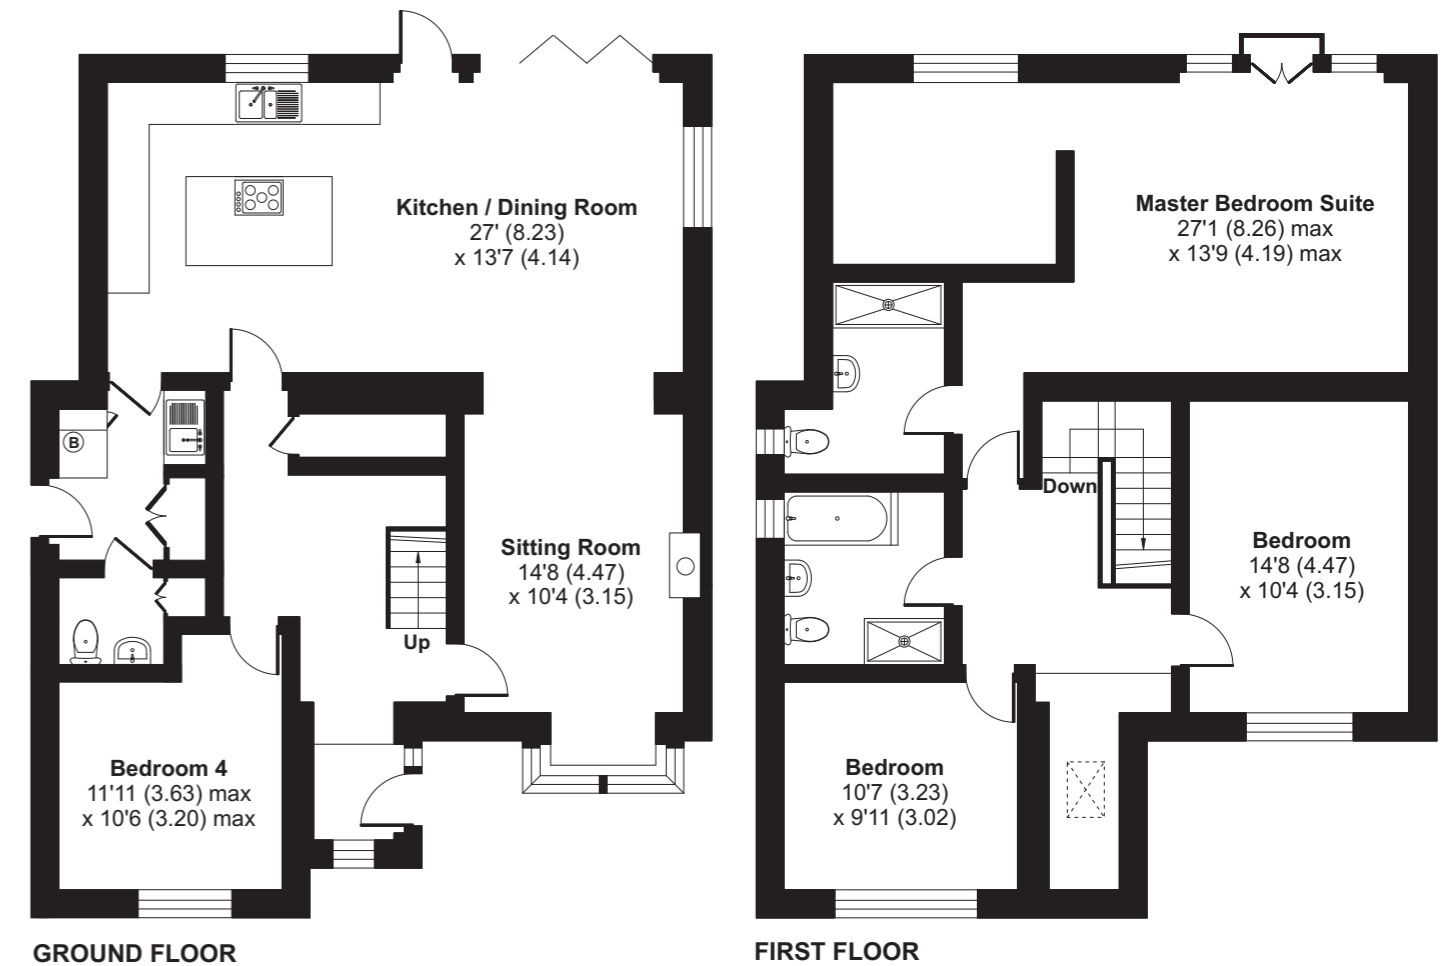 Kitchen / Dining Room
27' (8.23)
x 13'7 (4.14)
B
Sitting Room
14'8 (4.47)
x 10'4 (3.15)
Up
Bedroom 4
11'11 (3.63) max
x 10'6 (3.20) max
GROUND FLOOR
Master Bedroom Suite
27'1 (8.26) max
x 13'9 (4.19) max
Down
Bedroom
14'8 (4.47)
x 10'4 (3.15)
Bedroom
10'7 (3.23)
x 9'11 (3.02)
FIRST FLOOR